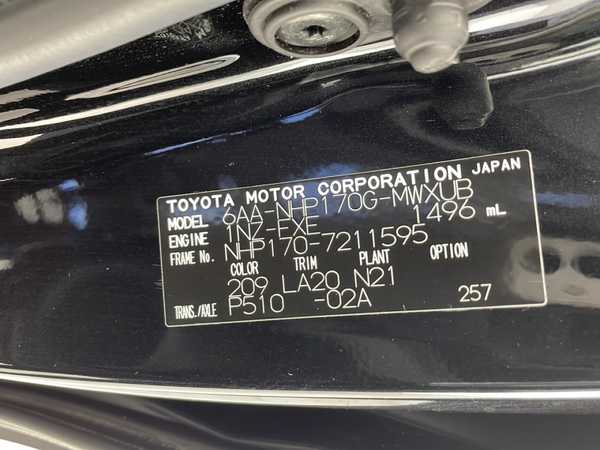 TOYOTA MOTOR CORPORATION JAPAN
MODEL 6AA-NHP170G-MWXUB
ENGINE 1NZ-FXE 1496 mL
FRAME No. NHP170-7211595
COLOR TRIM PLANT OPTION
209 LA20 N21
TRANS./AXLE P510 -02A 257